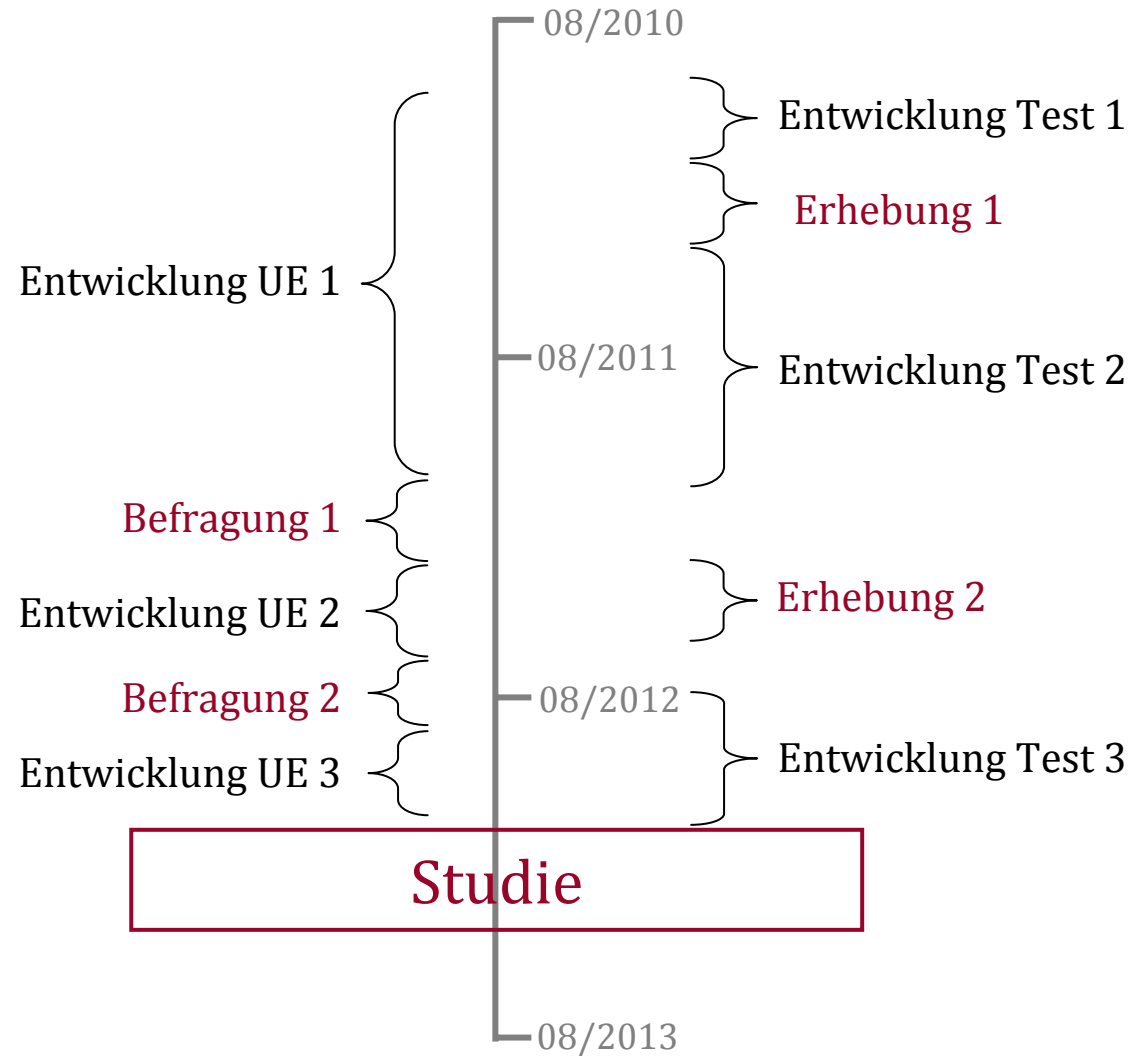 08/2010
Entwicklung Test 1
Erhebung 1
Entwicklung UE 1
08/2011
Entwicklung Test 2
Befragung 1
Erhebung 2
Entwicklung UE 2
Befragung 2
08/2012
Entwicklung UE 3
Entwicklung Test 3
Studie
08/2013